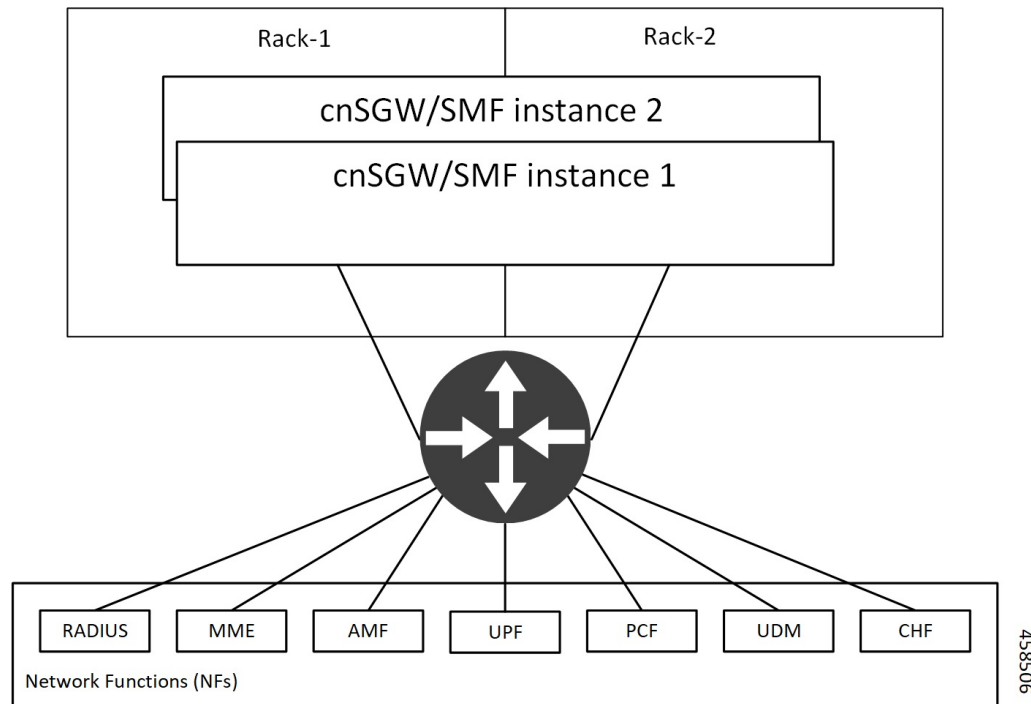 Rack-1
Rack-2
cnSGW/SMF instance 2
cnSGW/SMF instance 1
RADIUS
MME
AMF
UPF
PCF
UDM
CHF
Network Functions (NFs)
458506